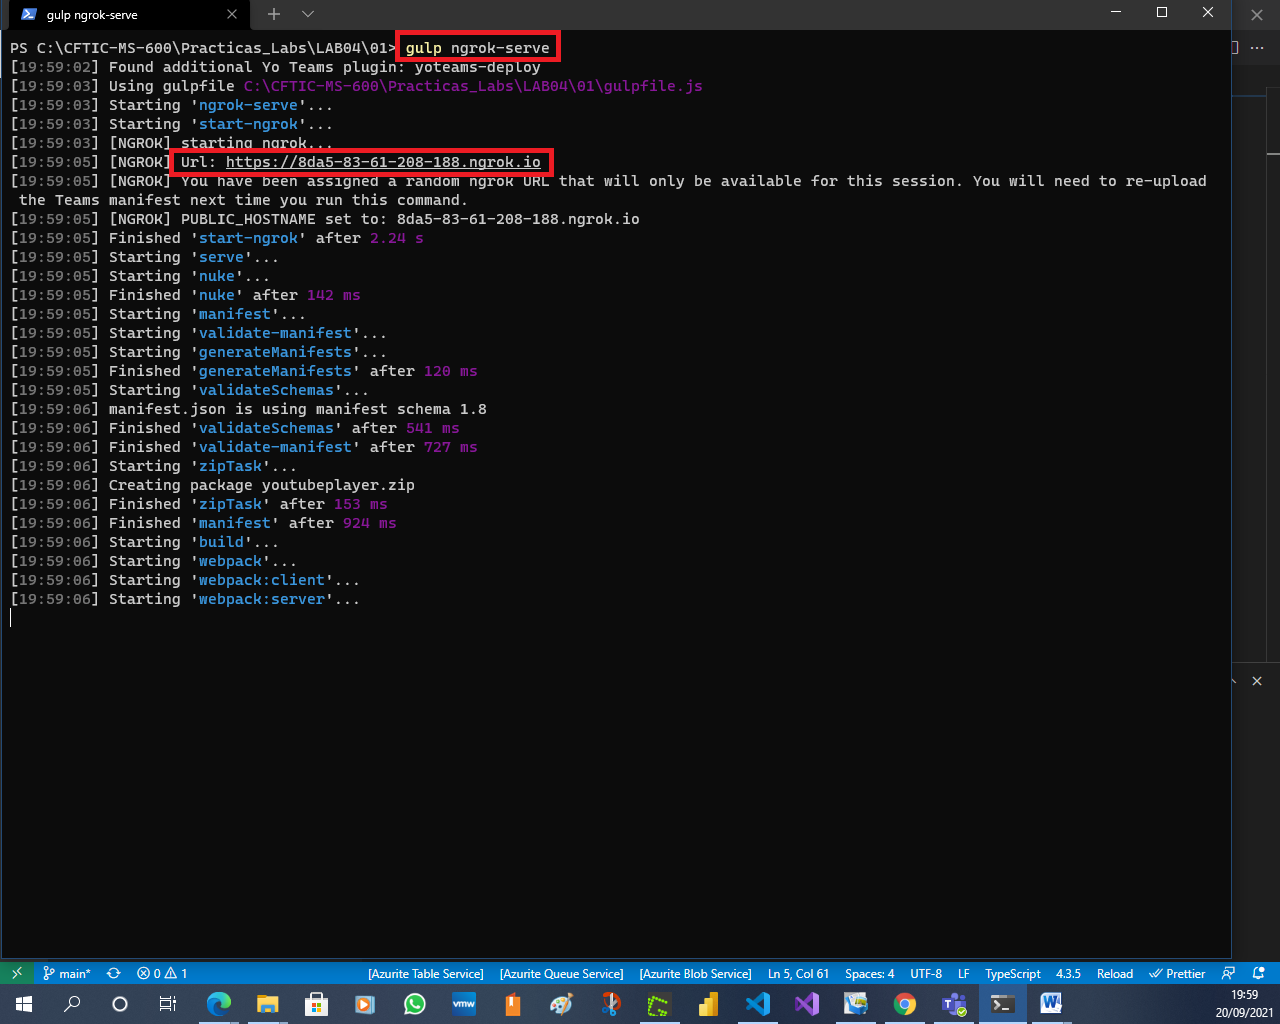 gulp ngrok-serve
PS C:\CFTIC-MS-600\Practicas_Labs\LAB04\01> gulp ngrok-serve
[19:59:02] Found additional Yo Teams plugin: yoteams-deploy
[19:59:03] Using gulpfile C:\CFTIC-MS-600\Practicas_Labs\LAB04\01\gulpfile.js
[19:59:03] Starting 'ngrok-serve'...
[19:59:03] Starting 'start-ngrok'...
[19:59:03] [NGROK] starting ngrok...
[19:59:05] [NGROK] Url: https://8da5-83-61-208-188.ngrok.io
[19:59:05] [NGROK] You have been assigned a random ngrok URL that will only be available for this session. You will need to re-upload
the Teams manifest next time you run this command.
[19:59:05] [NGROK] PUBLIC_HOSTNAME set to: 8da5-83-61-208-188.ngrok.io
[19:59:05] Finished 'start-ngrok' after 2.24 s
[19:59:05] Starting 'serve'...
[19:59:05] Starting 'nuke'...
[19:59:05] Finished 'nuke' after 142 ms
[19:59:05] Starting 'manifest'...
[19:59:05] Starting 'validate-manifest'...
[19:59:05] Starting 'generateManifests'...
[19:59:05] Finished 'generateManifests' after 120 ms
[19:59:05] Starting 'validateSchemas'...
[19:59:06] manifest.json is using manifest schema 1.8
[19:59:06] Finished 'validateSchemas' after 541 ms
[19:59:06] Finished 'validate-manifest' after 727 ms
[19:59:06] Starting 'zipTask'...
[19:59:06] Creating package youtubeplayer.zip
[19:59:06] Finished 'zipTask' after 153 ms
[19:59:06] Finished 'manifest' after 924 ms
[19:59:06] Starting 'build'...
[19:59:06] Starting 'webpack'...
[19:59:06] Starting 'webpack:client'...
[19:59:06] Starting 'webpack:server'...
main* 0 1 [Azurite Table Service] [Azurite Queue Service] [Azurite Blob Service] Ln 5, Col 61 Spaces: 4 UTF-8 LF TypeScript 4.3.5 Reload Prettier
vmw
19:59
20/09/2021